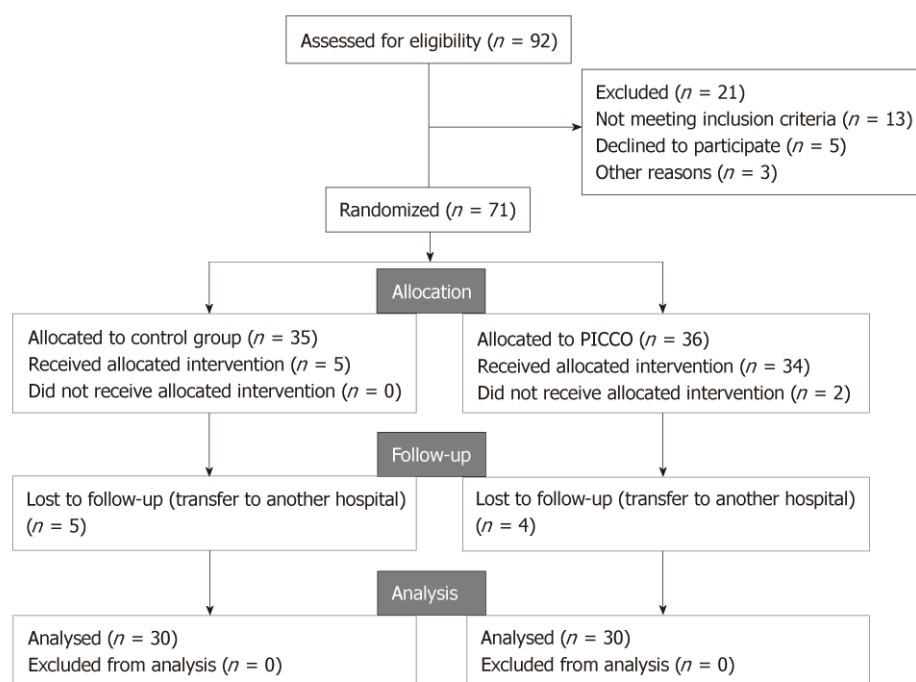 Assessed for eligibility (n = 92)
Excluded (n = 21)
Not meeting inclusion criteria (n = 13)
Declined to participate (n = 5)
Other reasons (n = 3)
Randomized (n = 71)
Allocation
Allocated to control group (n = 35)
Received allocated intervention (n = 5)
Did not receive allocated intervention (n = 0)
Allocated to PICCO (n = 36)
Received allocated intervention (n = 34)
Did not receive allocated intervention (n = 2)
Follow-up
Lost to follow-up (transfer to another hospital)
(n = 5)
Lost to follow-up (transfer to another hospital)
(n = 4)
Analysis
Analysed (n = 30)
Excluded from analysis (n = 0)
Analysed (n = 30)
Excluded from analysis (n = 0)